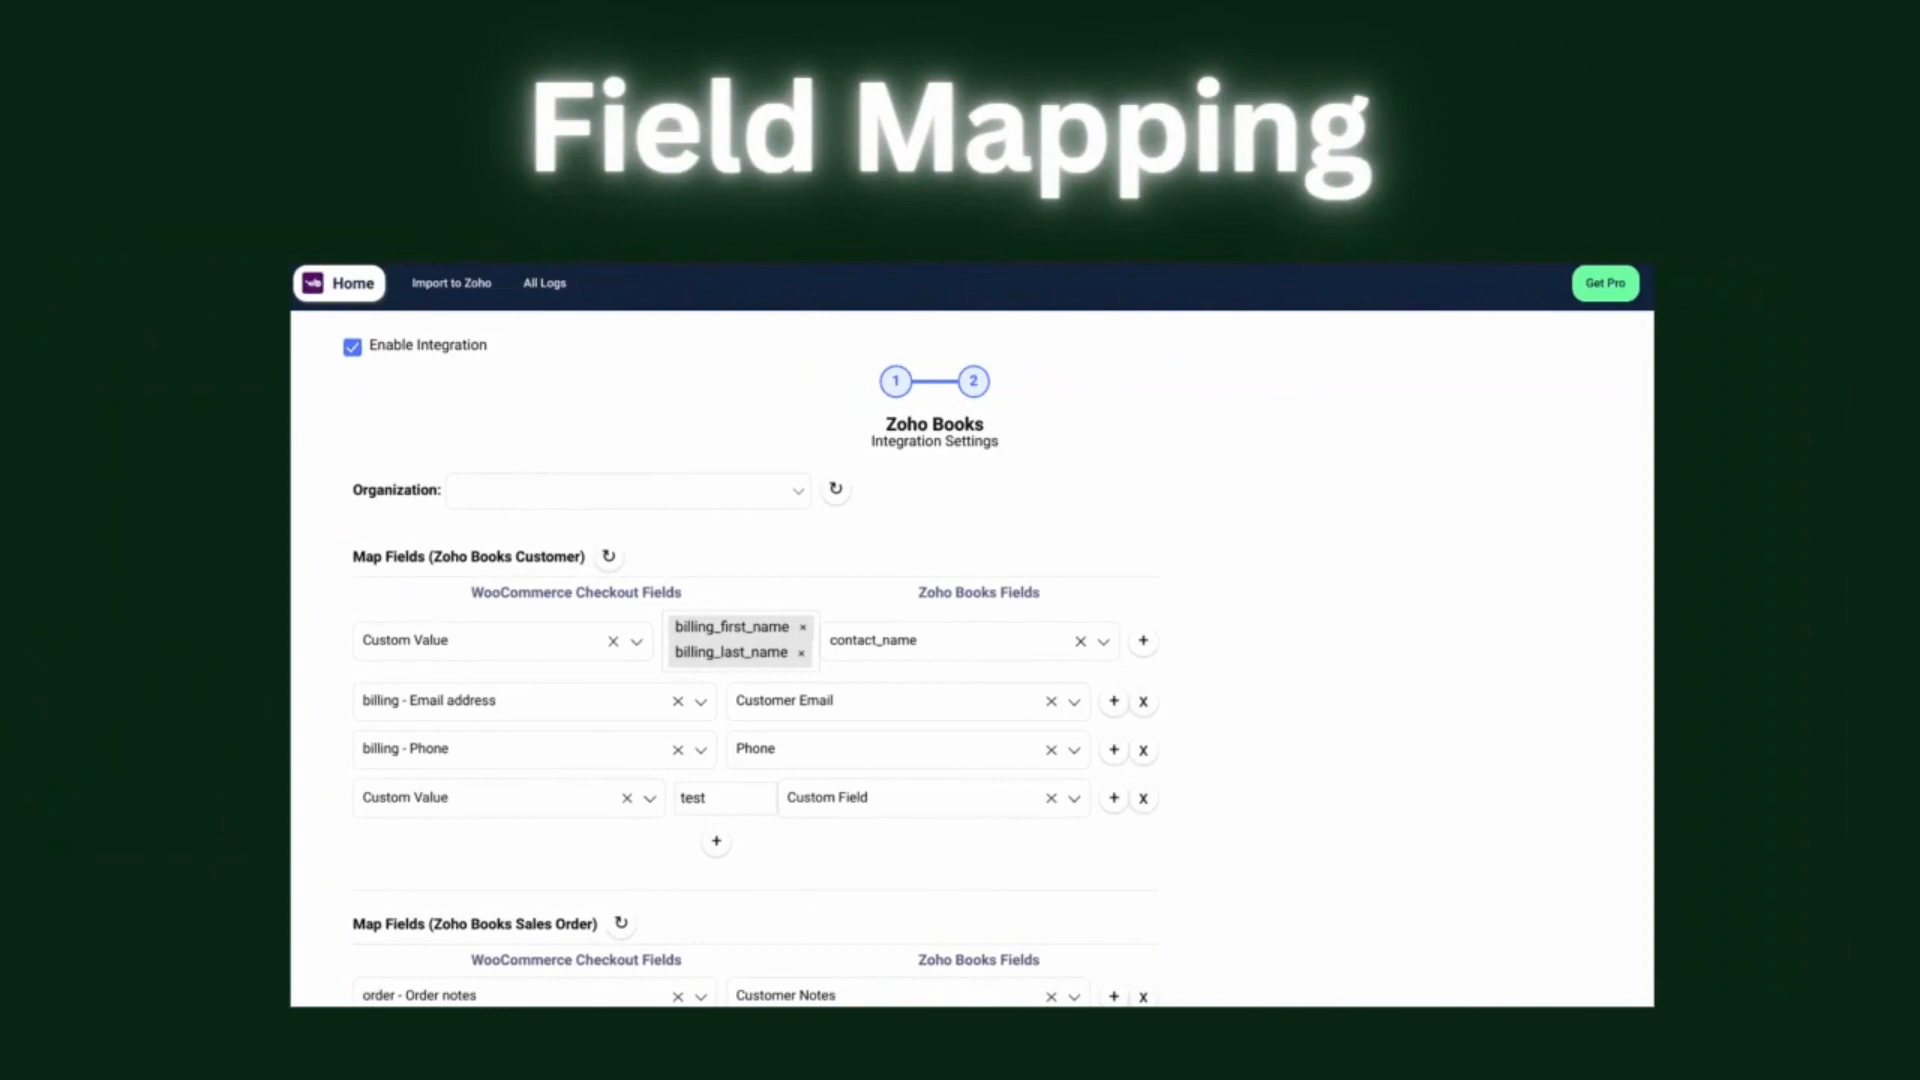 Field Mapping
Home Import to Zoho All Logs Get Pro
Enable Integration
1 2
Zoho Books
Integration Settings
Organization:
Map Fields (Zoho Books Customer)
WooCommerce Checkout Fields Zoho Books Fields
Custom Value billing_first_name × billing_last_name × contact_name +
billing - Email address Customer Email + x
billing - Phone Phone + x
Custom Value test Custom Field + x
+
Map Fields (Zoho Books Sales Order)
WooCommerce Checkout Fields Zoho Books Fields
order - Order notes Customer Notes + x